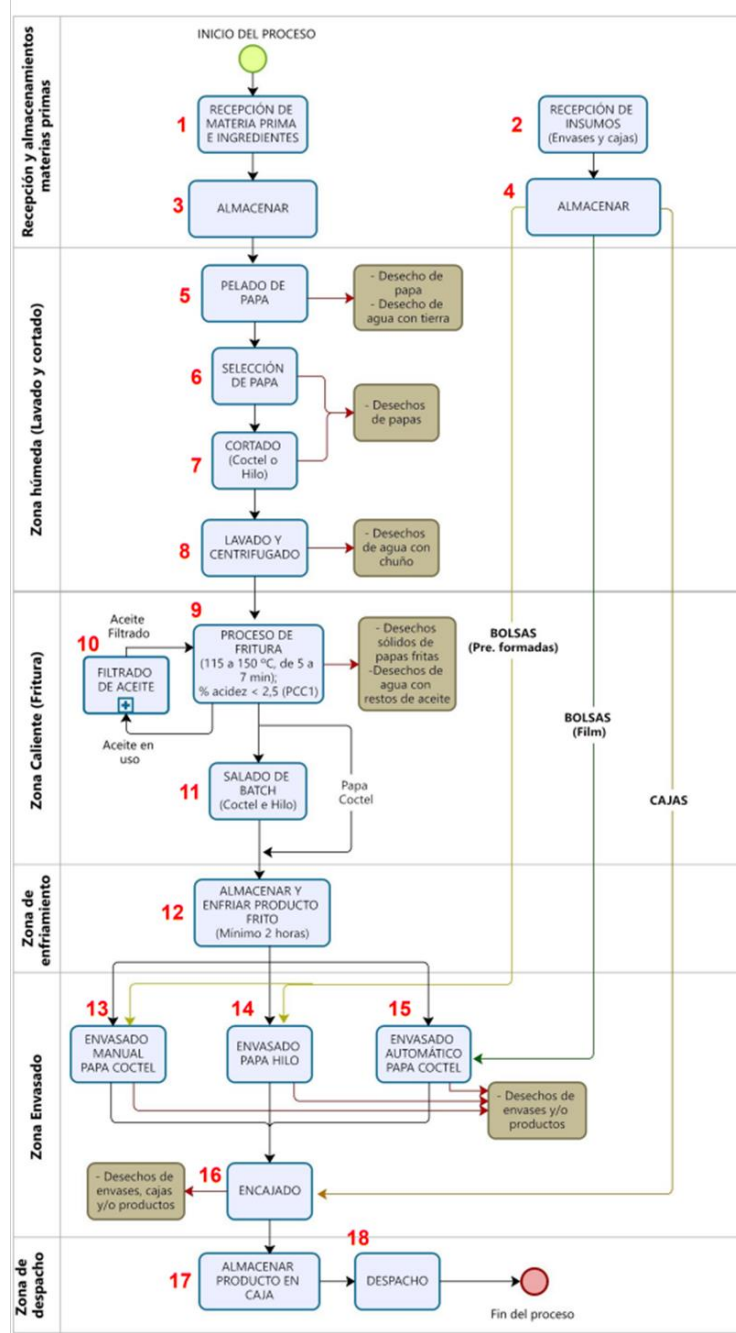 INICIO DEL PROCESO
Recepción y almacenamientos
materias primas
1
RECEPCIÓN DE
MATERIA PRIMA
E INGREDIENTES
2
RECEPCIÓN DE
INSUMOS
(Envases y cajas)
3
ALMACENAR
4
ALMACENAR
Zona húmeda (Lavado y cortado)
5
PELADO DE
PAPA
- Desecho de
papa
- Desecho de
agua con tierra
6
SELECCIÓN
DE PAPA
- Desechos
de papas
7
CORTADO
(Coctel o
Hilo)
8
LAVADO Y
CENTRIFUGADO
- Desechos
de agua con
chuño
Zona Caliente (Fritura)
9
PROCESO DE
FRITURA
(115 a 150 ºC, de 5 a
7 min);
% acidez < 2,5 (PCC1)
Aceite
Filtrado
10
FILTRADO
DE ACEITE
Aceite en
uso
- Desechos
sólidos de
papas fritas
-Desechos de
agua con
restos de aceite
BOLSAS
(Pre. formadas)
BOLSAS
(Film)
CAJAS
11
SALADO DE
BATCH
(Coctel e Hilo)
Papa
Coctel
Zona de
enfriamiento
12
ALMACENAR Y
ENFRIAR PRODUCTO
FRITO
(Mínimo 2 horas)
Zona Envasado
13
ENVASADO
MANUAL
PAPA COCTEL
14
ENVASADO
PAPA HILO
15
ENVASADO
AUTOMÁTICO
PAPA COCTEL
- Desechos de
envases y/o
productos
16
ENCAJADO
- Desechos de
envases, cajas
y/o productos
Zona de
despacho
17
ALMACENAR
PRODUCTO EN
CAJA
18
DESPACHO
Fin del proceso